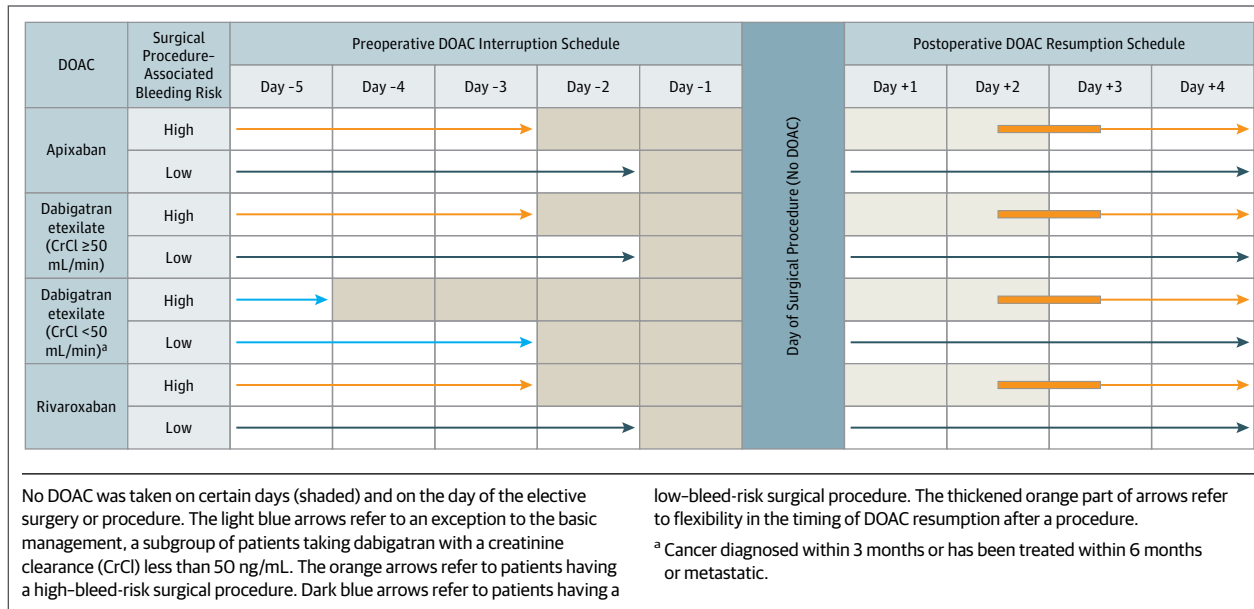 DOAC
Surgical
Procedure-
Associated
Bleeding Risk
Preoperative DOAC Interruption Schedule
Day –5
Day –4
Day –3
Day –2
Day –1
Day of Surgical Procedure (No DOAC)
Postoperative DOAC Resumption Schedule
Day +1
Day +2
Day +3
Day +4
Apixaban
High
Low
Dabigatran
etexilate
(CrCl ≥50
mL/min)
High
Low
Dabigatran
etexilate
(CrCl <50
mL/min)a
High
Low
Rivaroxaban
High
Low
No DOAC was taken on certain days (shaded) and on the day of the elective
surgery or procedure. The light blue arrows refer to an exception to the basic
management, a subgroup of patients taking dabigatran with a creatinine
clearance (CrCl) less than 50 ng/mL. The orange arrows refer to patients having
a high–bleed-risk surgical procedure. Dark blue arrows refer to patients having a
low–bleed-risk surgical procedure. The thickened orange part of arrows refer
to flexibility in the timing of DOAC resumption after a procedure.
a Cancer diagnosed within 3 months or has been treated within 6 months
or metastatic.